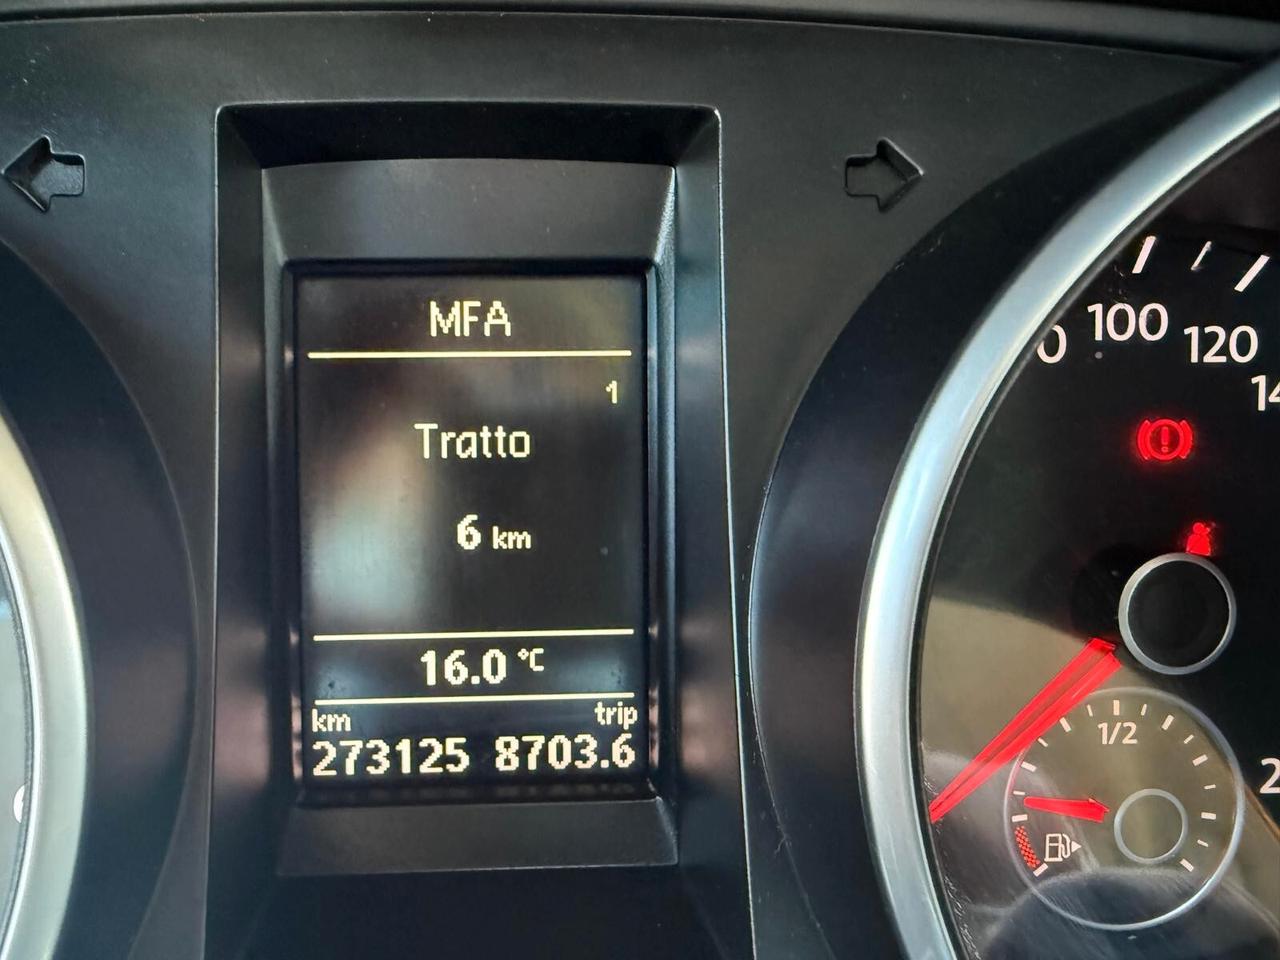 MFA
1
Tratto
6 km
16.0 °C
km trip
273125 8703.6
100
120
1/2